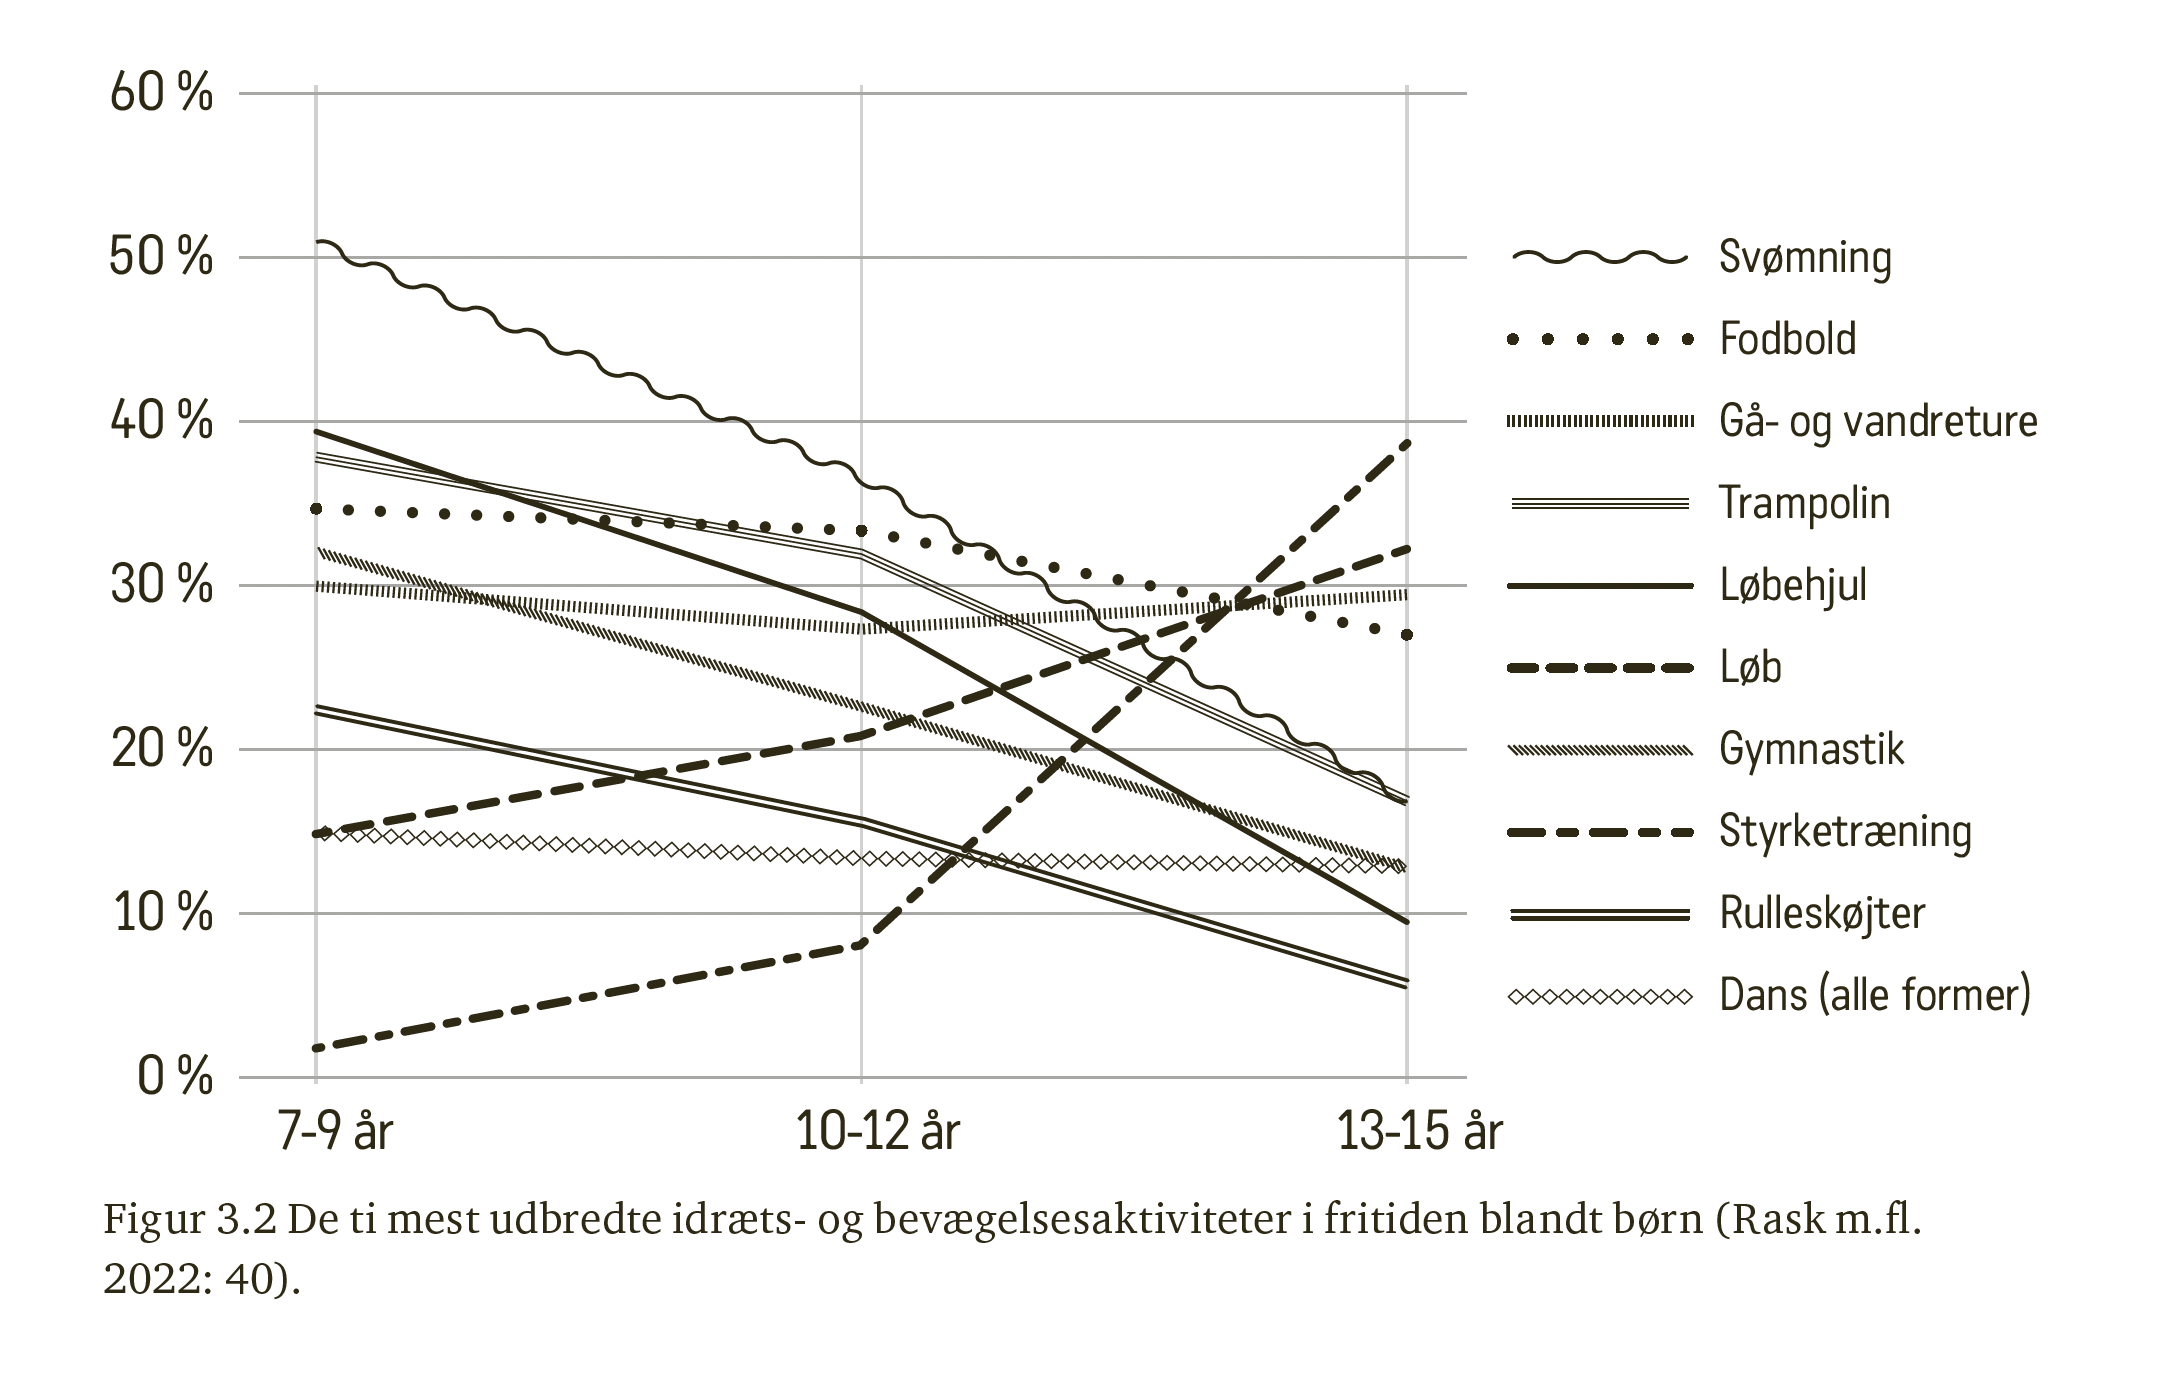 60 %
50 %
40 %
30 %
20 %
10 %
0 %
7-9 år
10-12 år
13-15 år
Svømning
Fodbold
Gå- og vandreture
Trampolin
Løbehjul
Løb
Gymnastik
Styrketræning
Rulleskøjter
Dans (alle former)
Figur 3.2 De ti mest udbredte idræts- og bevægelsesaktiviteter i fritiden blandt børn (Rask m.fl.
2022: 40).